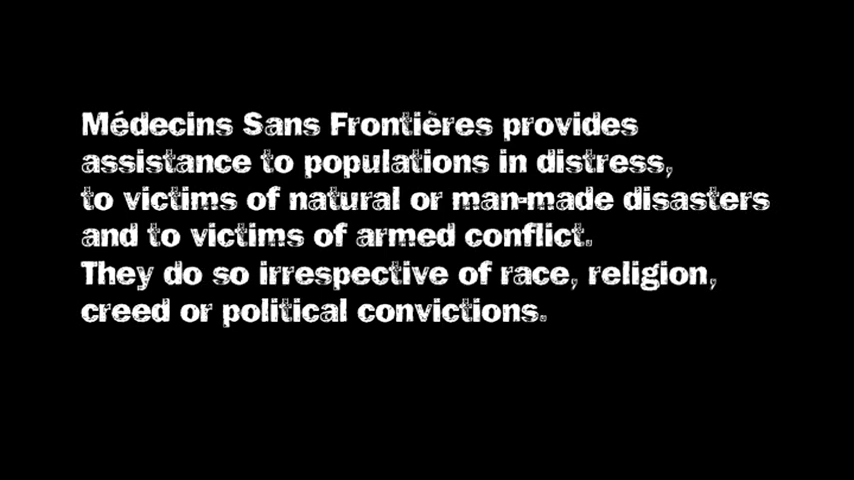 Médecins Sans Frontières provides
assistance to populations in distress,
to victims of natural or man-made disasters
and to victims of armed conflict.
They do so irrespective of race, religion,
creed or political convictions.